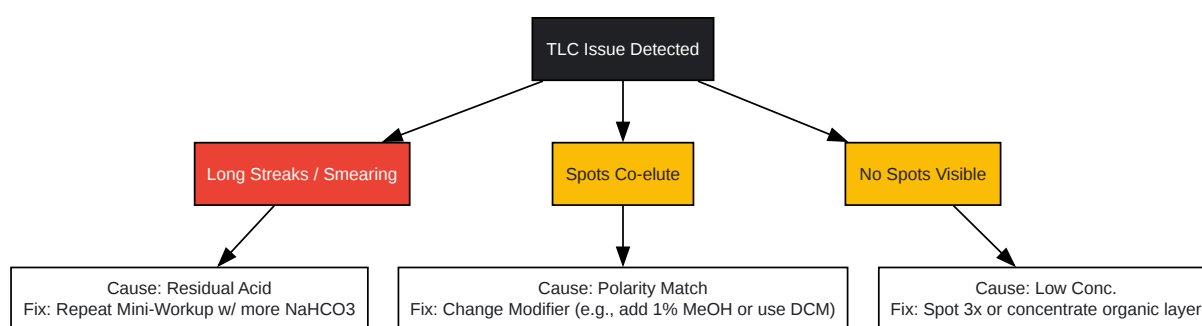 TLC Issue Detected
Long Streaks / Smearing
Spots Co-elute
No Spots Visible
Cause: Residual Acid
Fix: Repeat Mini-Workup w/ more NaHCO3
Cause: Polarity Match
Fix: Change Modifier (e.g., add 1% MeOH or use DCM)
Cause: Low Conc.
Fix: Spot 3x or concentrate organic layer